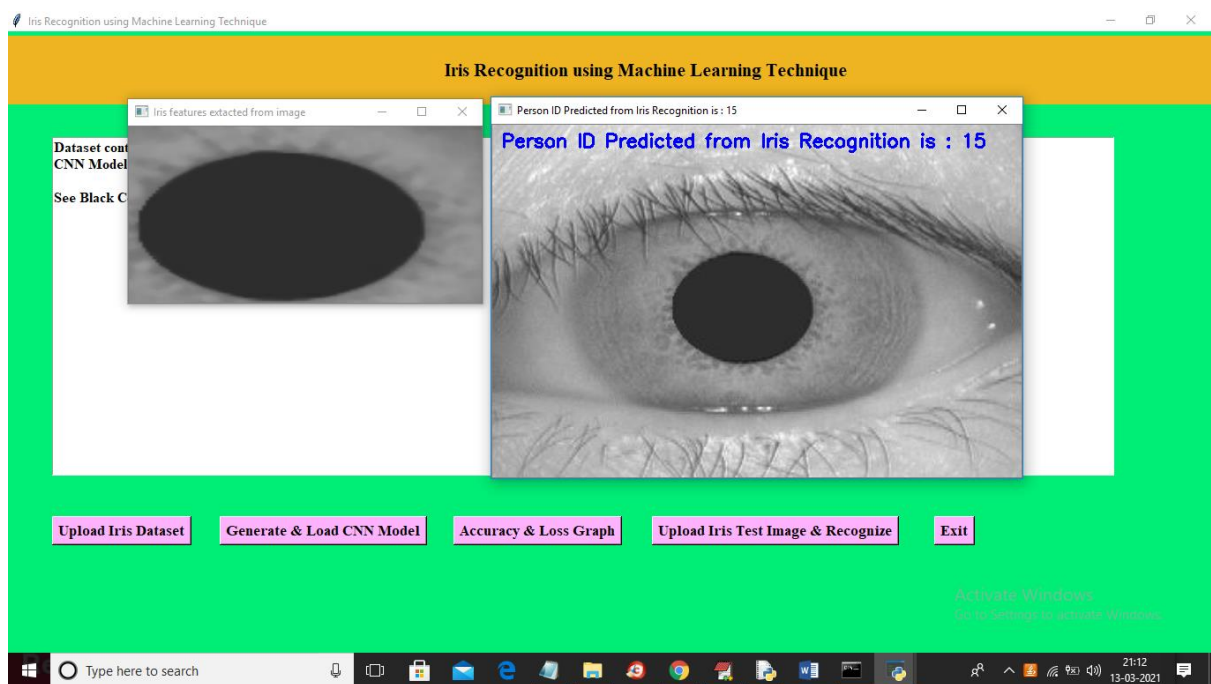 Iris Recognition using Machine Learning Technique
Iris Recognition using Machine Learning Technique
Iris features extacted from image
Person ID Predicted from Iris Recognition is : 15
Person ID Predicted from Iris Recognition is : 15
Dataset cont
CNN Model
See Black C
Upload Iris Dataset
Generate & Load CNN Model
Accuracy & Loss Graph
Upload Iris Test Image & Recognize
Exit
Activate Windows
Go to Settings to activate Windows.
Type here to search
21:12
13-03-2021